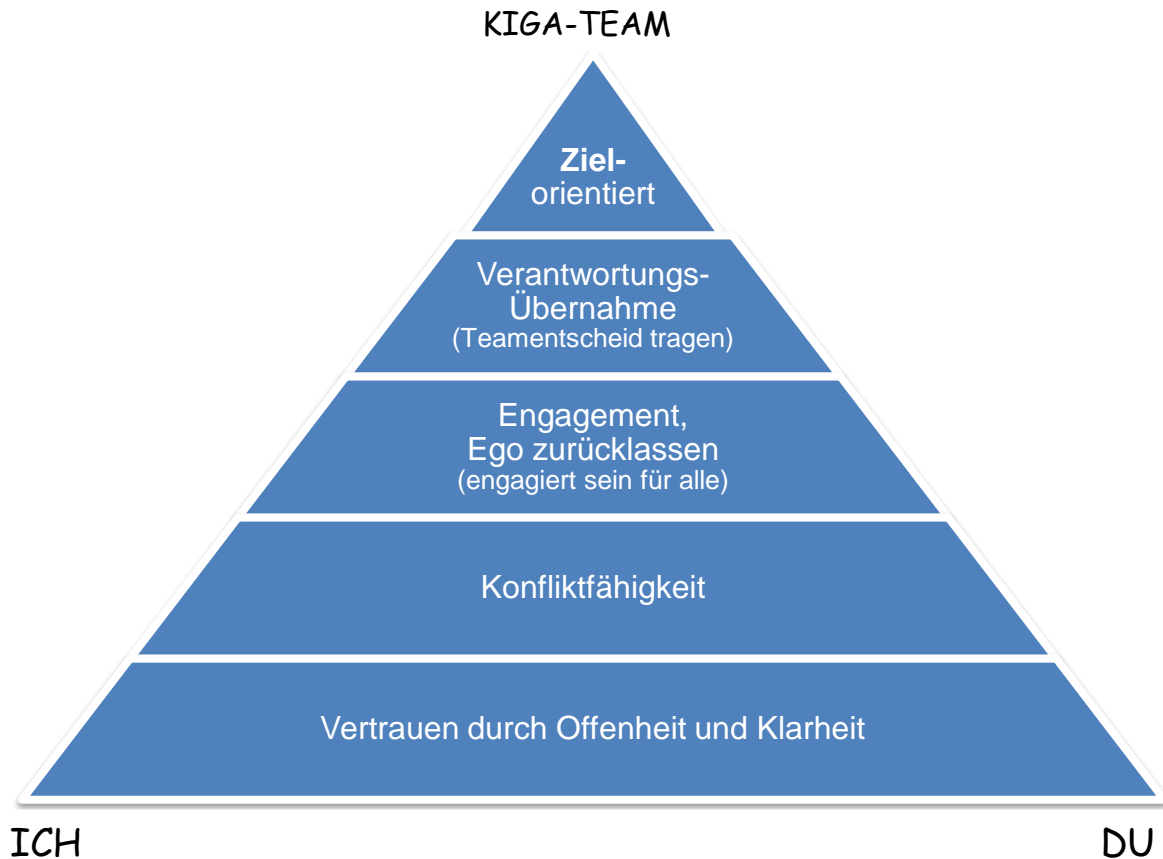 KIGA-TEAM
Ziel-
orientiert
Verantwortungs-
Übernahme
(Teamentscheid tragen)
Engagement,
Ego zurücklassen
(engagiert sein für alle)
Konfliktfähigkeit
Vertrauen durch Offenheit und Klarheit
ICH DU